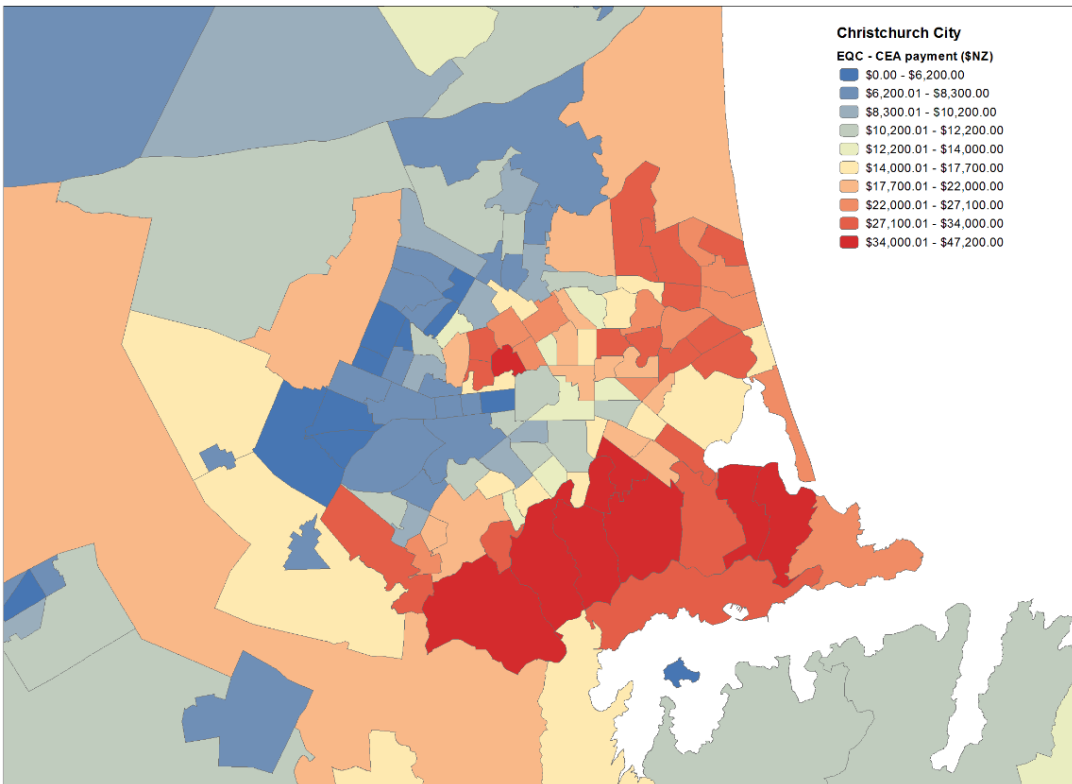 Christchurch City
EQC - CEA payment ($NZ)
$0.00 - $6,200.00
$6,200.01 - $8,300.00
$8,300.01 - $10,200.00
$10,200.01 - $12,200.00
$12,200.01 - $14,000.00
$14,000.01 - $17,700.00
$17,700.01 - $22,000.00
$22,000.01 - $27,100.00
$27,100.01 - $34,000.00
$34,000.01 - $47,200.00